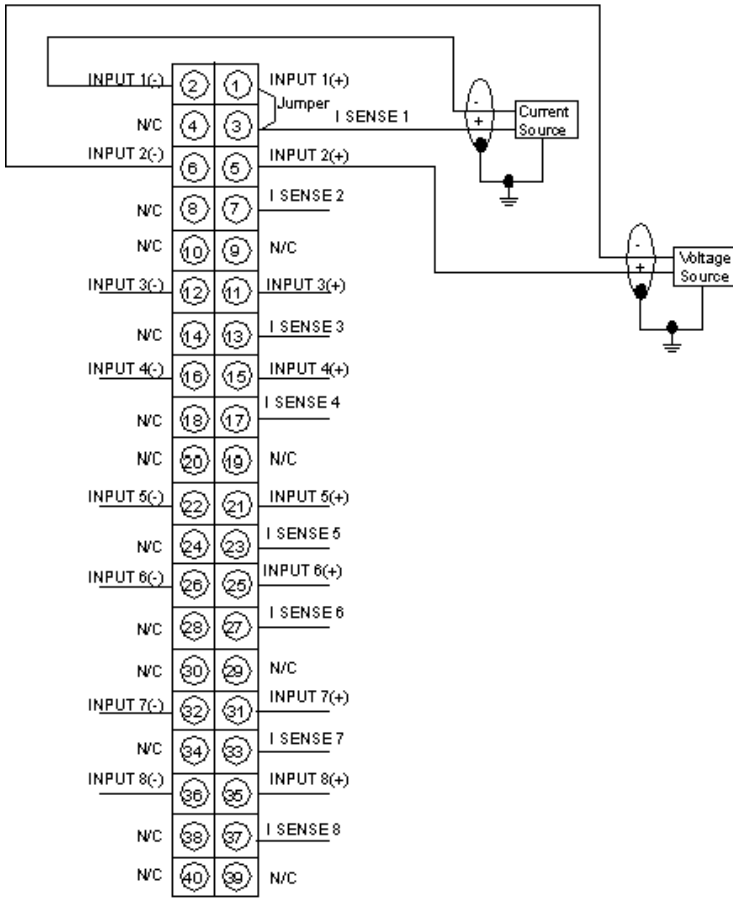 INPUT 1(-) 2 1 INPUT 1(+)
Jumper
N/C 4 3 I SENSE 1
- + Current Source
INPUT 2(-) 6 5 INPUT 2(+)
N/C 8 7 I SENSE 2
N/C 10 9 N/C
- + Voltage Source
INPUT 3(-) 12 11 INPUT 3(+)
N/C 14 13 I SENSE 3
INPUT 4(-) 16 15 INPUT 4(+)
N/C 18 17 I SENSE 4
N/C 20 19 N/C
INPUT 5(-) 22 21 INPUT 5(+)
N/C 24 23 I SENSE 5
INPUT 6(-) 26 25 INPUT 6(+)
N/C 28 27 I SENSE 6
N/C 30 29 N/C
INPUT 7(-) 32 31 INPUT 7(+)
N/C 34 33 I SENSE 7
INPUT 8(-) 36 35 INPUT 8(+)
N/C 38 37 I SENSE 8
N/C 40 39 N/C